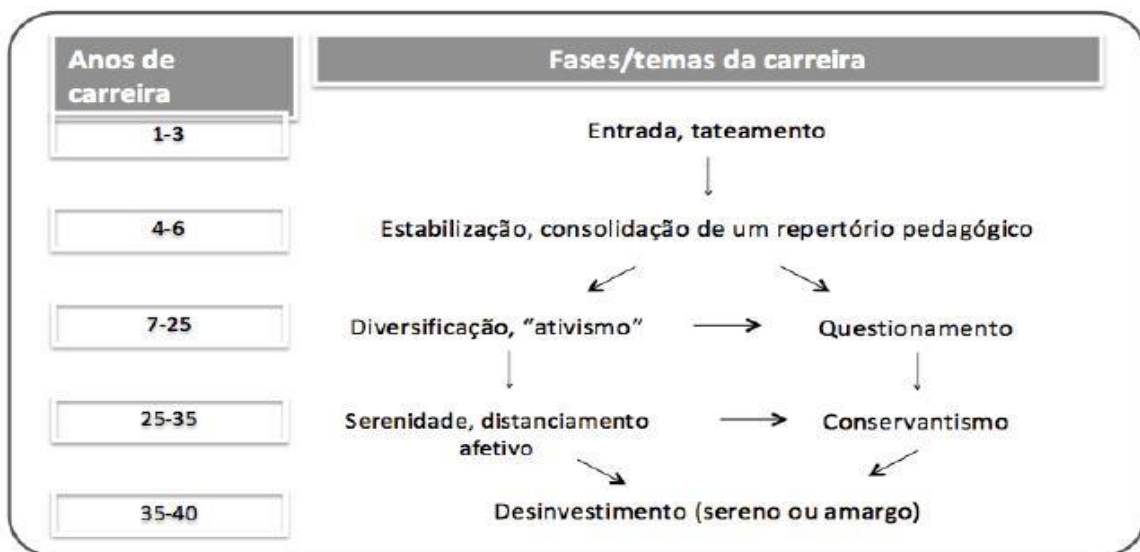 Anos de
carreira
Fases/temas da carreira
1-3
Entrada, tateamento
4-6
Estabilização, consolidação de um repertório pedagógico
7-25
Diversificação, “ativismo”
Questionamento
25-35
Serenidade, distanciamento
afetivo
Conservantismo
35-40
Desinvestimento (sereno ou amargo)